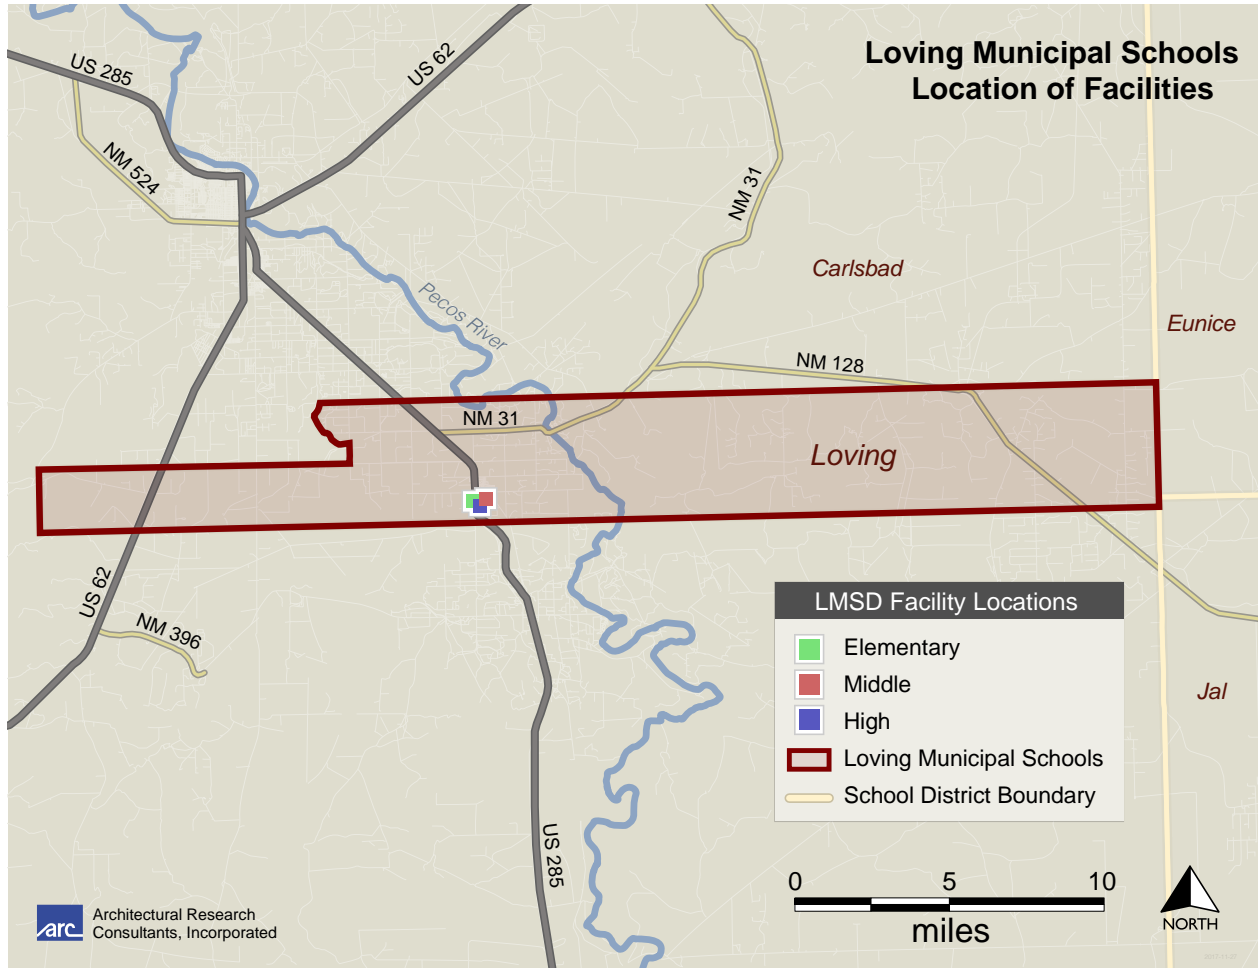 Loving Municipal Schools
Location of Facilities
US 285
US 62
NM 524
NM 31
Carlsbad
Pecos River
Eunice
NM 128
NM 31
Loving
US 62
NM 396
LMSD Facility Locations
Elementary
Middle
High
Loving Municipal Schools
School District Boundary
Jal
US 285
0 5 10
miles
NORTH
arc
Architectural Research
Consultants, Incorporated